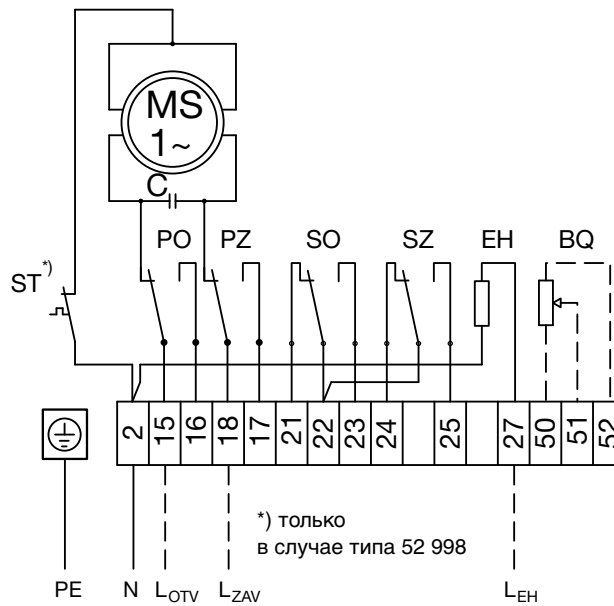 MS
1~
C
PO PZ SO SZ EH BQ
ST*)
2 15 16 18 17 21 22 23 24 25 27 50 51 52
*) только
в случае типа 52 998
PE N LOTV LZAV LEH